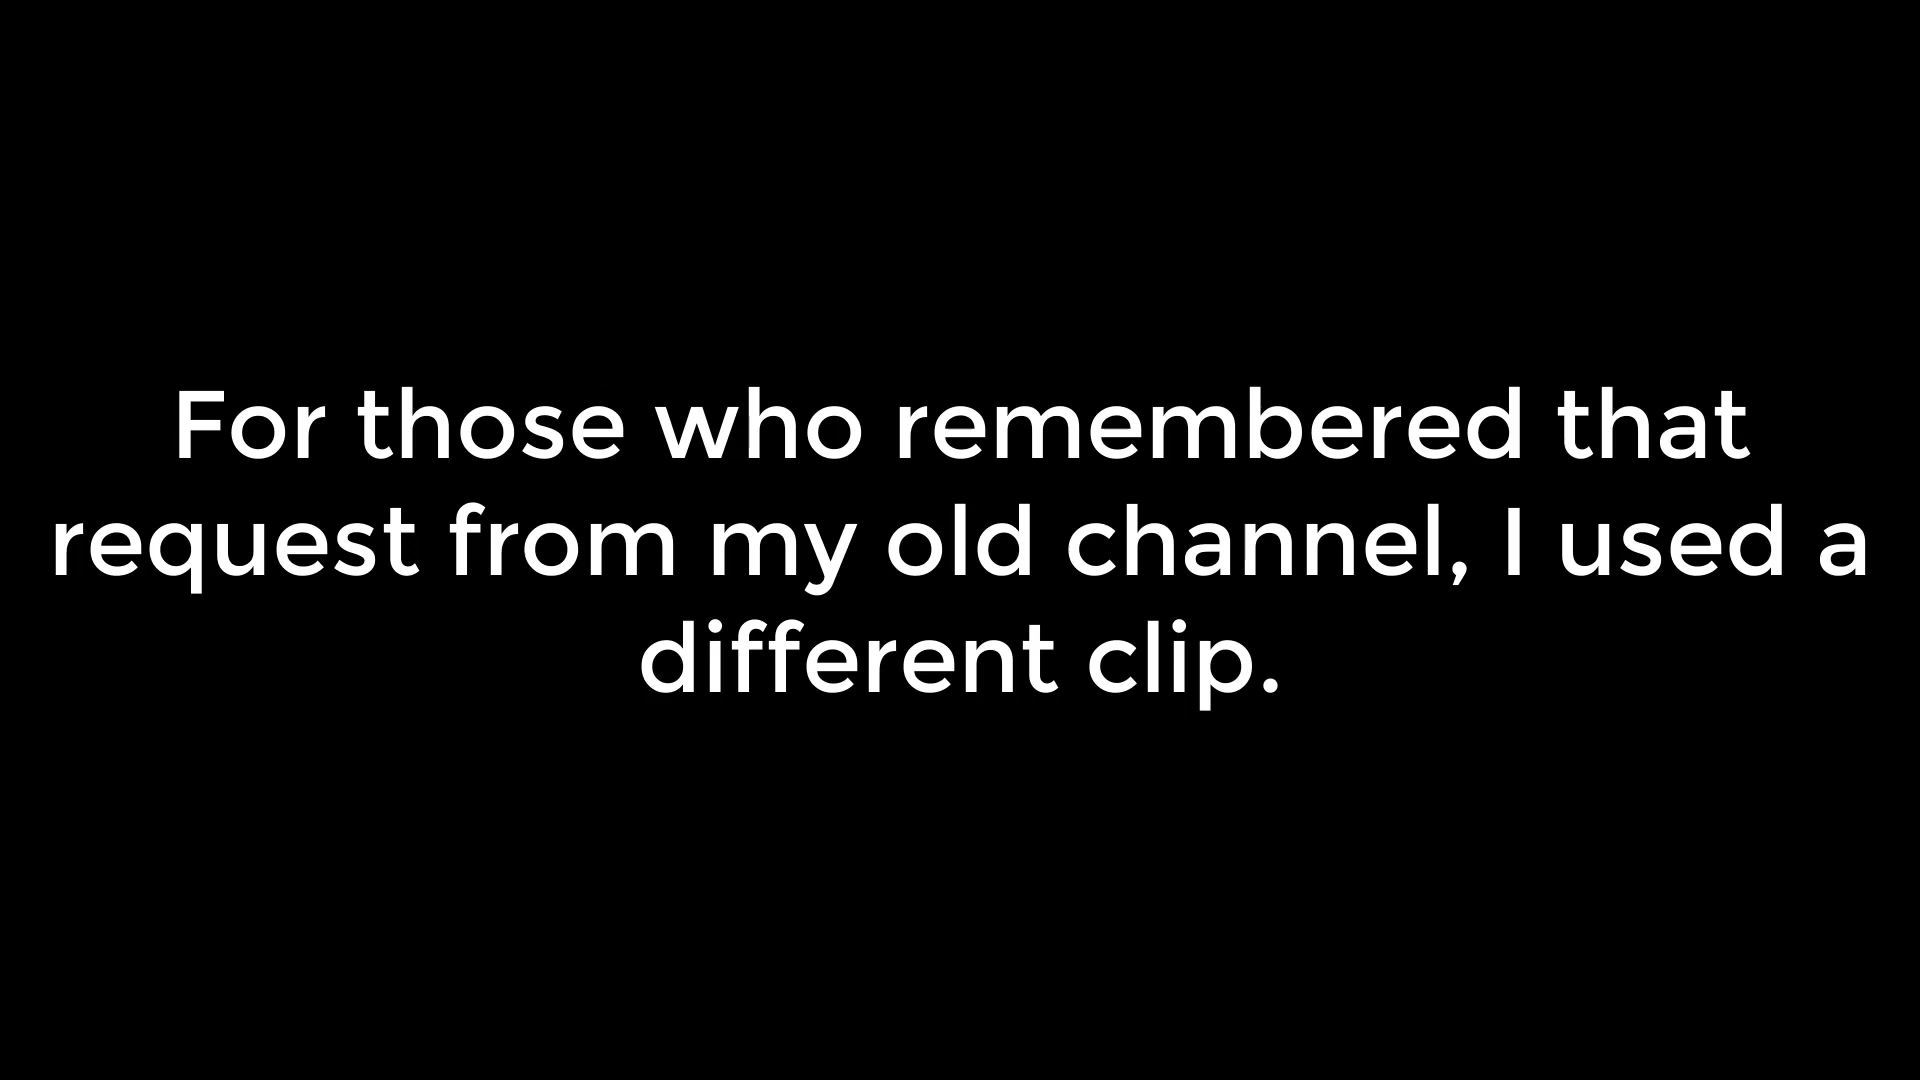 For those who remembered that
request from my old channel, I used a
different clip.